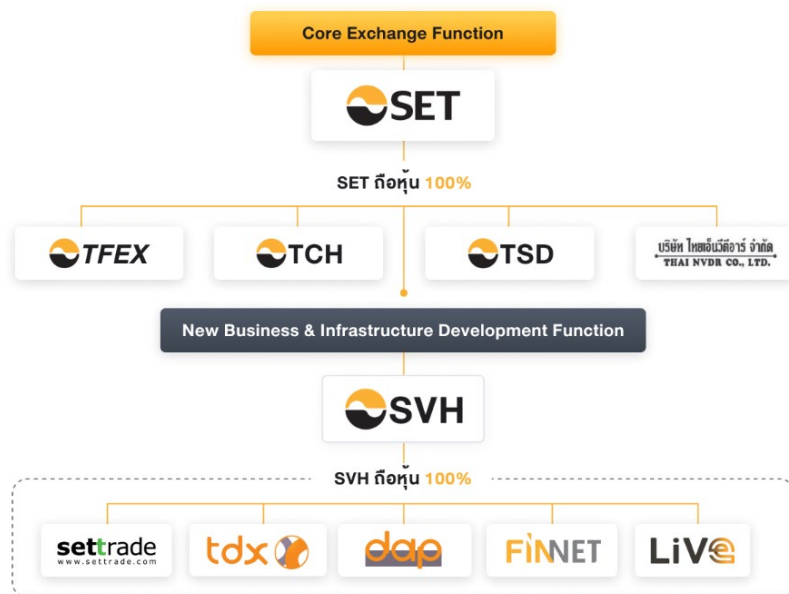 Core Exchange Function
SET
SET ถือหุ้น 100%
TFEX
TCH
TSD
บริษัท ไทยเอ็นวีดีอาร์ จำกัด
THAI NVDR CO., LTD.
New Business & Infrastructure Development Function
SVH
SVH ถือหุ้น 100%
settrade
www.settrade.com
tdx
dap
FINNET
LiVe